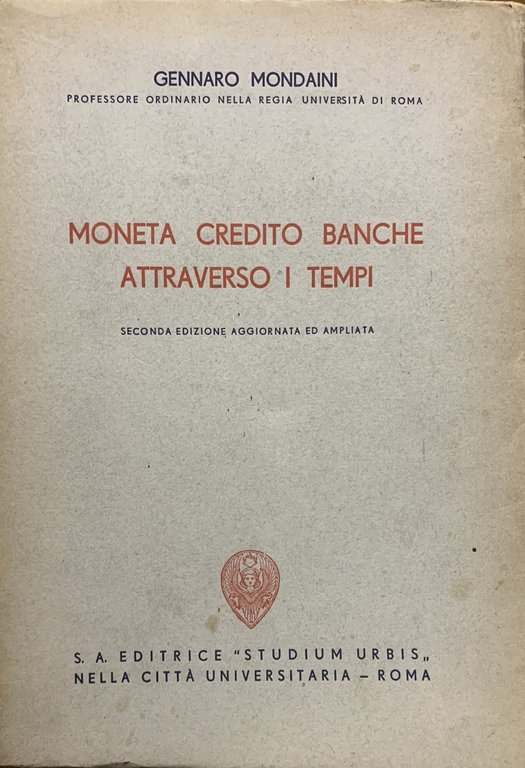 GENNARO MONDAINI
PROFESSORE ORDINARIO NELLA REGIA UNIVERSITÀ DI ROMA
MONETA CREDITO BANCHE
ATTRAVERSO I TEMPI
SECONDA EDIZIONE AGGIORNATA ED AMPLIATA
S. A. EDITRICE "STUDIUM URBIS„
NELLA CITTÀ UNIVERSITARIA – ROMA